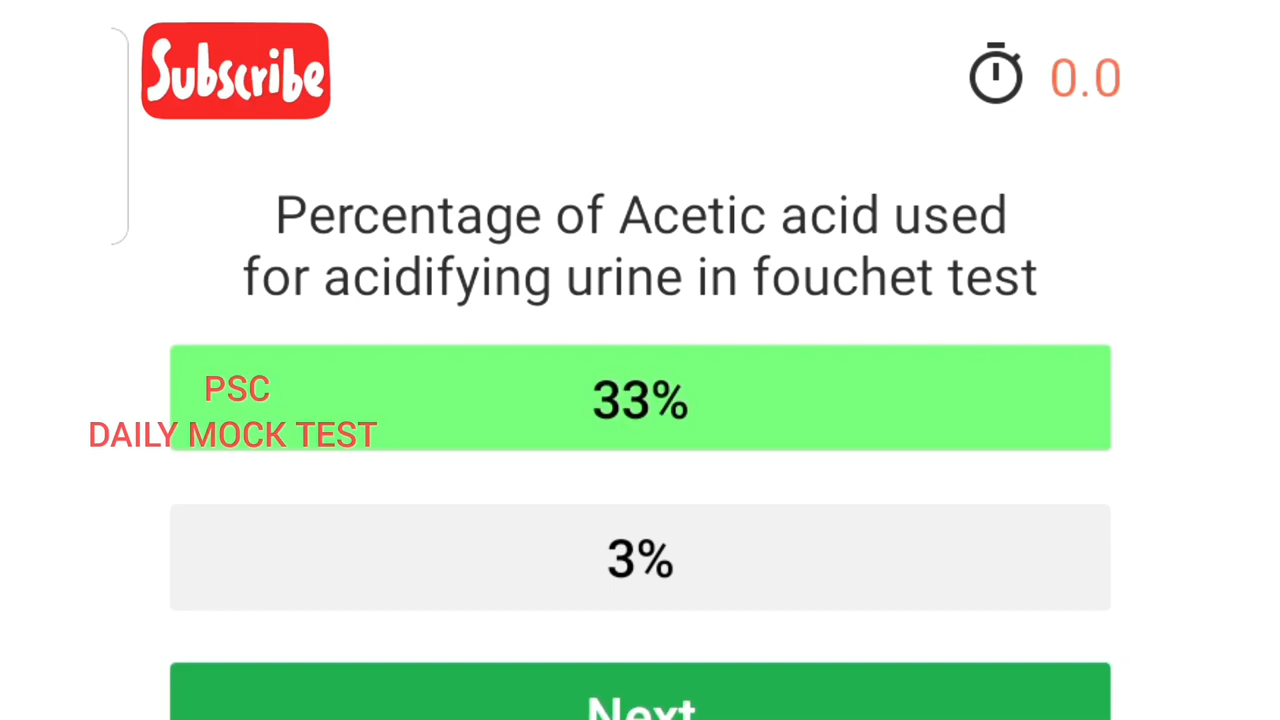 Subscribe
0.0
Percentage of Acetic acid used
for acidifying urine in fouchet test
33%
PSC
DAILY MOCK TEST
3%
Next